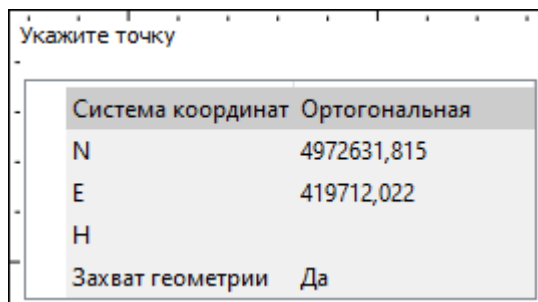 Укажите точку
Система координат Ортогональная
N 4972631,815
E 419712,022
H
Захват геометрии Да